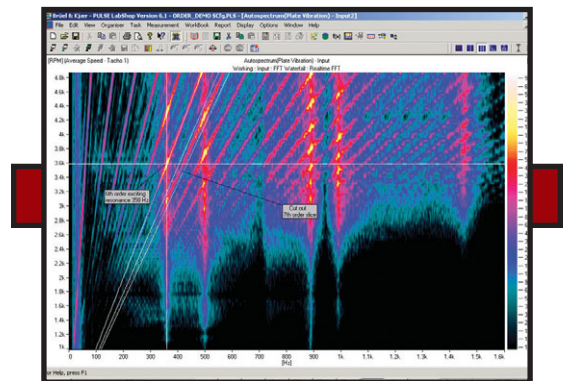 Brüel & Kjær - PULSE LabShop Version 6.1 - ORDER_DEMO SCfg.PLS - [Autospectrum(Plate Vibration) - Input2]
File Edit View Organiser Task Measurement WorkBook Report Display Options Window Help
[RPM] (Average Speed - Tacho 1)
Autospectrum(Plate Vibration) - Input
Working : Input : FFT Waterfall : Realtime FFT
4.8k
4.6k
4.4k
4.2k
4k
3.8k
3.6k
3.4k
3.2k
3k
2.8k
2.6k
2.4k
2.2k
2k
1.8k
1.6k
1.4k
1.2k
1k
6th order exciting
resonance 358 Hz
Cut out
7th order slice
0 100 200 300 400 500 600 700 800 900 1k 1.1k 1.2k 1.3k 1.4k 1.5k 1.6k
[Hz]
or Help, press F1